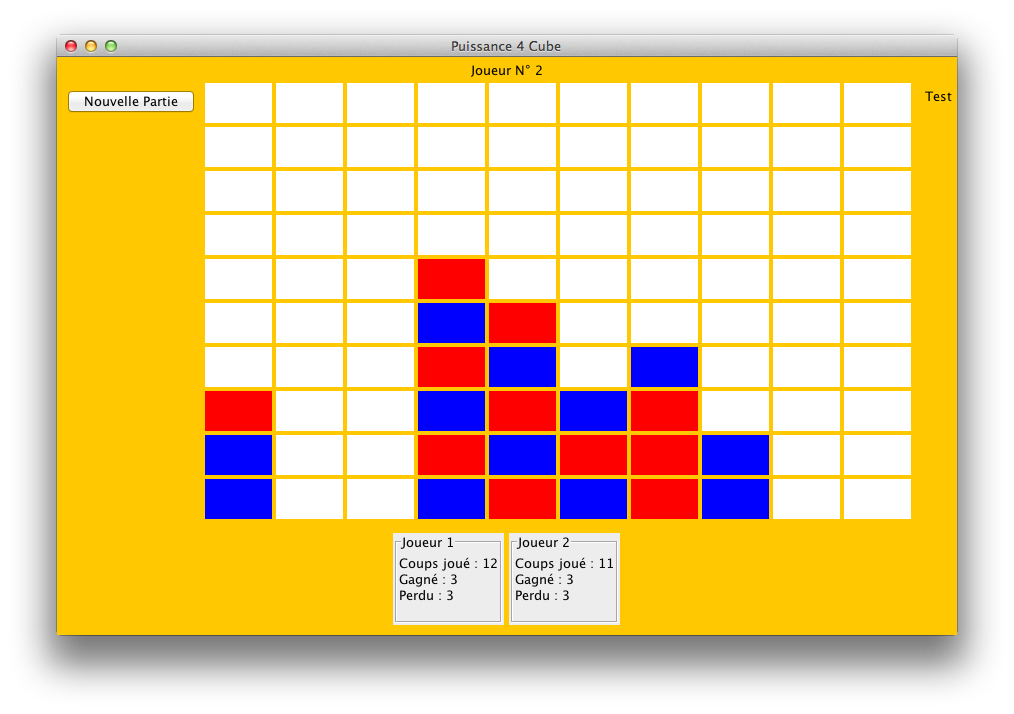 Puissance 4 Cube
Joueur N° 2
Nouvelle Partie
Test
Joueur 1
Coups joué : 12
Gagné : 3
Perdu : 3
Joueur 2
Coups joué : 11
Gagné : 3
Perdu : 3